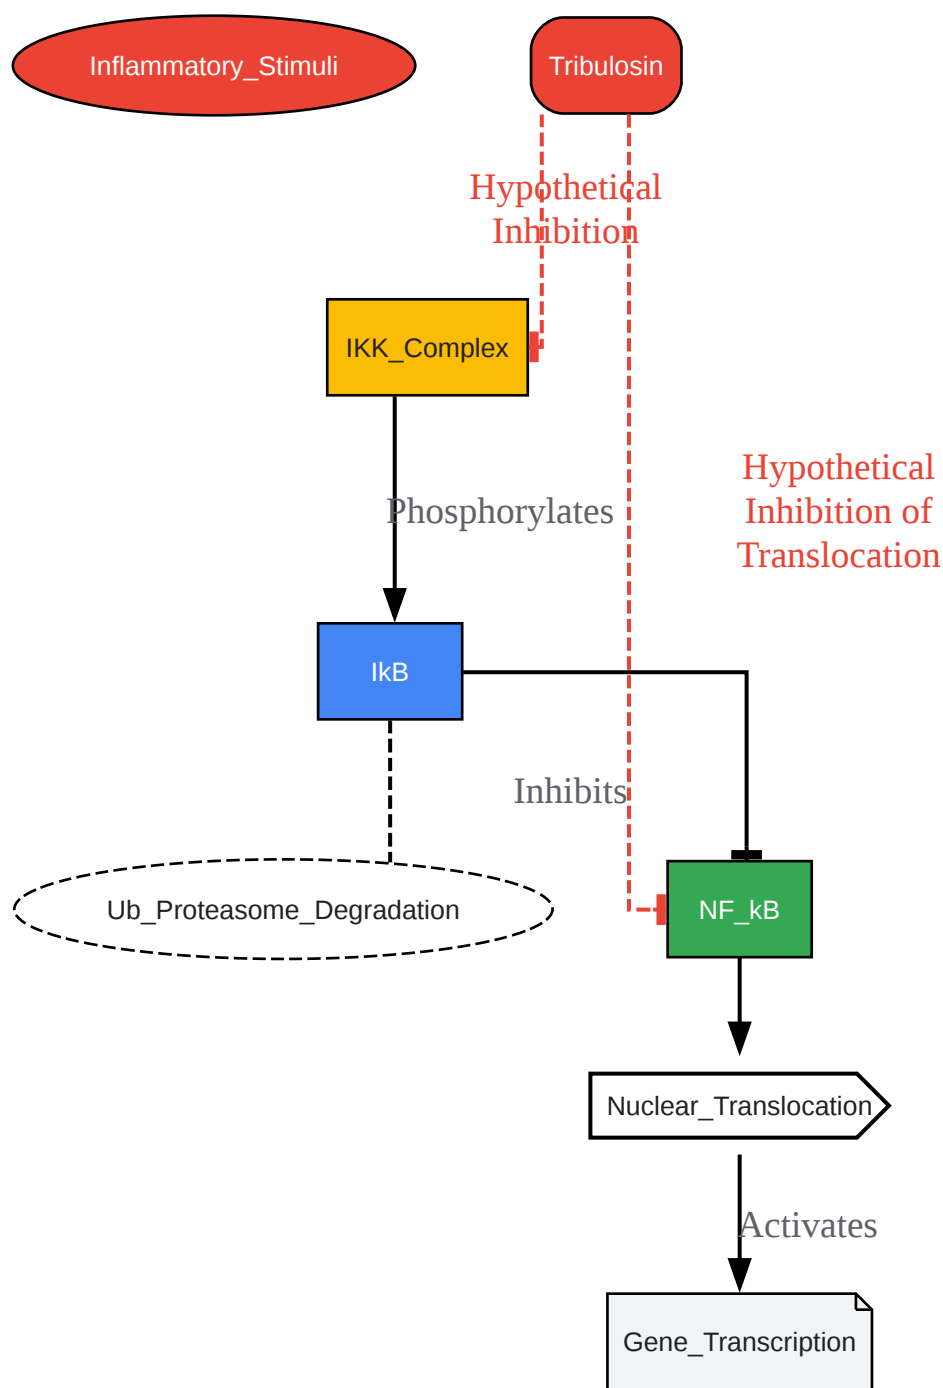 Inflammatory_Stimuli
Tribulosin
Hypothetical
Inhibition
IKK_Complex
Hypothetical
Inhibition of
Translocation
Phosphorylates
IkB
Inhibits
Ub_Proteasome_Degradation
NF_kB
Nuclear_Translocation
Activates
Gene_Transcription